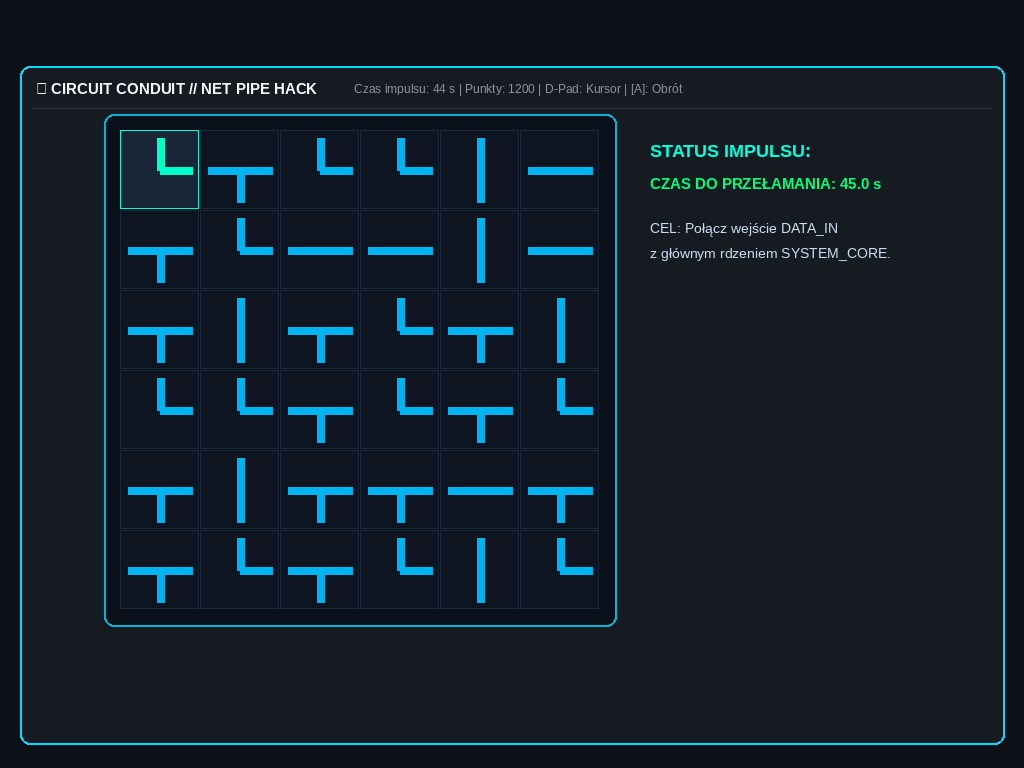 CIRCUIT CONDUIT // NET PIPE HACK
Czas impulsu: 44 s | Punkty: 1200 | D-Pad: Kursor | [A]: Obrót
STATUS IMPULSU:
CZAS DO PRZEŁAMANIA: 45.0 s
CEL: Połącz wejście DATA_IN
z głównym rdzeniem SYSTEM_CORE.